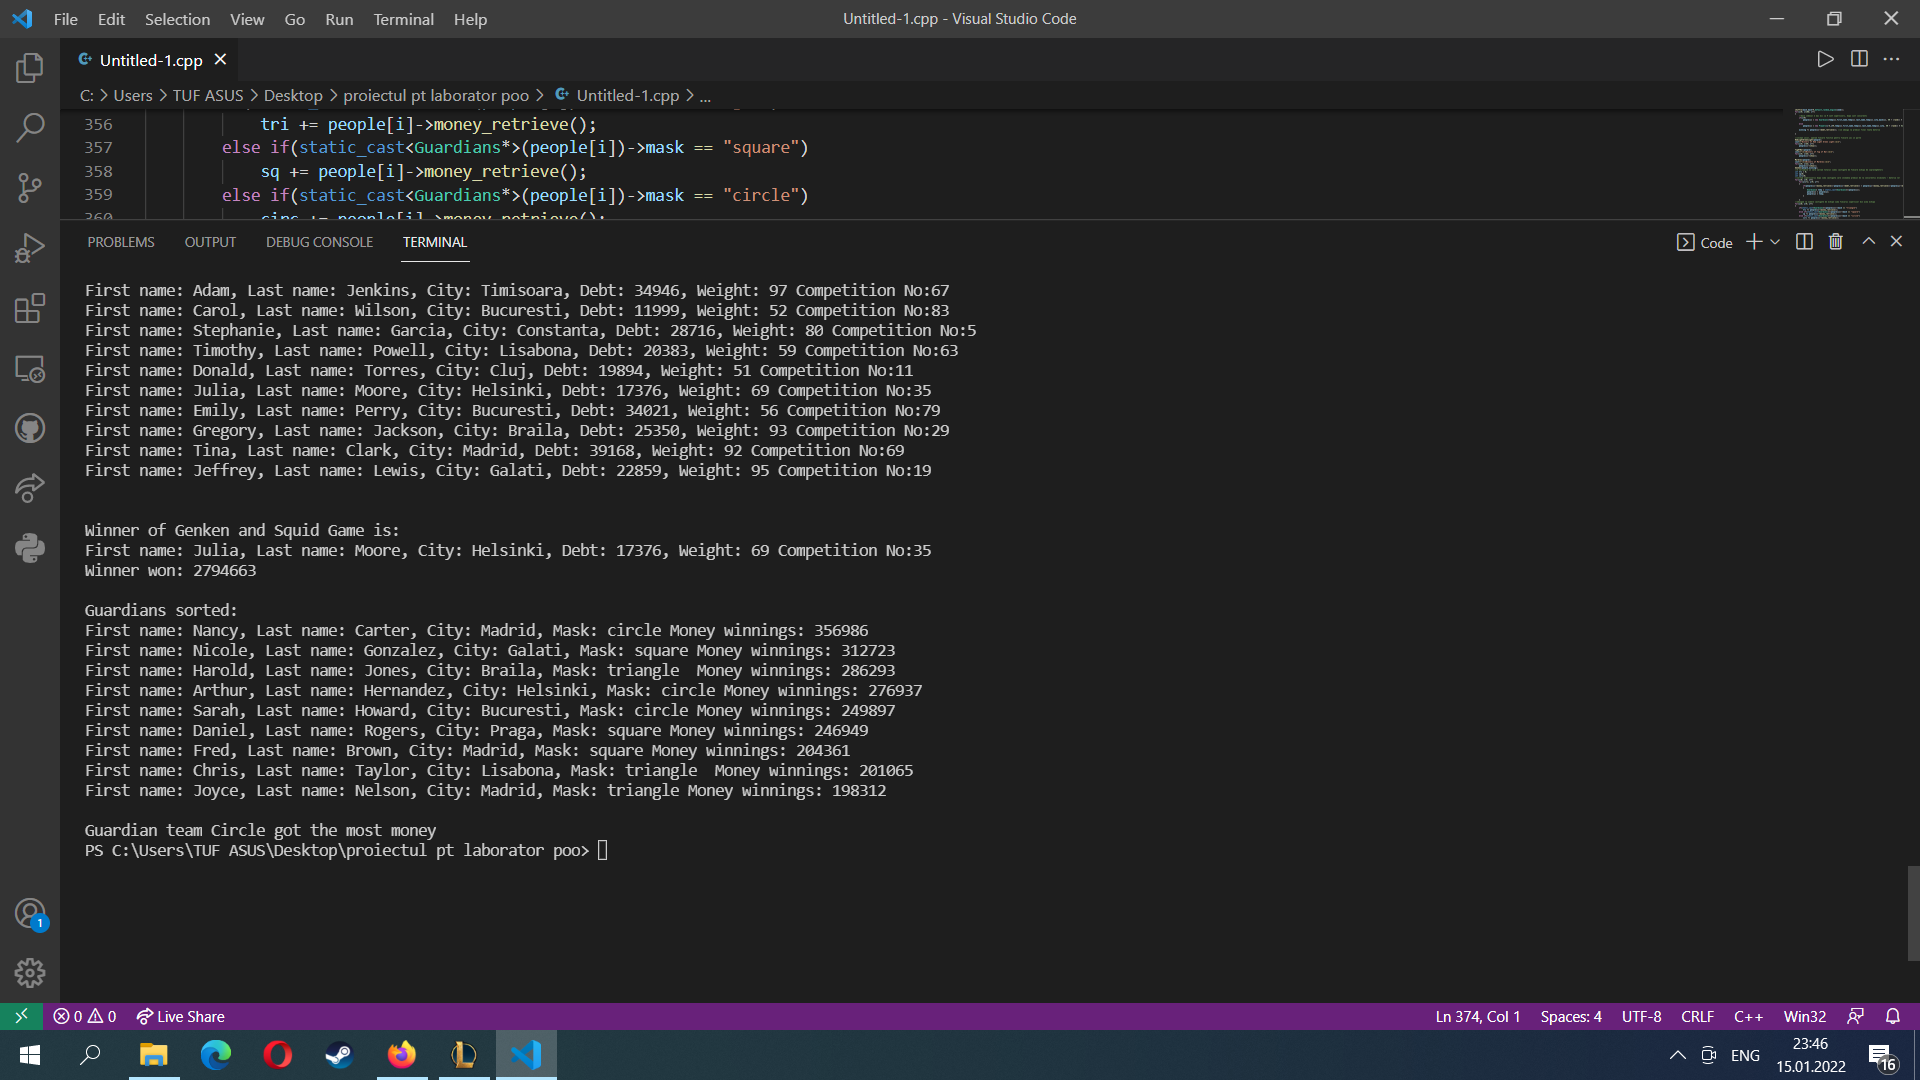 File Edit Selection View Go Run Terminal Help
Untitled-1.cpp - Visual Studio Code
Untitled-1.cpp
C: > Users > TUF ASUS > Desktop > proiectul pt laborator poo > Untitled-1.cpp > ...
356 tri += people[i]->money_retrieve();
357 else if(static_cast<Guardians*>(people[i])->mask == "square")
358 sq += people[i]->money_retrieve();
359 else if(static_cast<Guardians*>(people[i])->mask == "circle")
360 circ += people[i]->money_retrieve();
PROBLEMS OUTPUT DEBUG CONSOLE TERMINAL
Code
First name: Adam, Last name: Jenkins, City: Timisoara, Debt: 34946, Weight: 97 Competition No:67
First name: Carol, Last name: Wilson, City: Bucuresti, Debt: 11999, Weight: 52 Competition No:83
First name: Stephanie, Last name: Garcia, City: Constanta, Debt: 28716, Weight: 80 Competition No:5
First name: Timothy, Last name: Powell, City: Lisabona, Debt: 20383, Weight: 59 Competition No:63
First name: Donald, Last name: Torres, City: Cluj, Debt: 19894, Weight: 51 Competition No:11
First name: Julia, Last name: Moore, City: Helsinki, Debt: 17376, Weight: 69 Competition No:35
First name: Emily, Last name: Perry, City: Bucuresti, Debt: 34021, Weight: 56 Competition No:79
First name: Gregory, Last name: Jackson, City: Braila, Debt: 25350, Weight: 93 Competition No:29
First name: Tina, Last name: Clark, City: Madrid, Debt: 39168, Weight: 92 Competition No:69
First name: Jeffrey, Last name: Lewis, City: Galati, Debt: 22859, Weight: 95 Competition No:19
Winner of Genken and Squid Game is:
First name: Julia, Last name: Moore, City: Helsinki, Debt: 17376, Weight: 69 Competition No:35
Winner won: 2794663
Guardians sorted:
First name: Nancy, Last name: Carter, City: Madrid, Mask: circle Money winnings: 356986
First name: Nicole, Last name: Gonzalez, City: Galati, Mask: square Money winnings: 312723
First name: Harold, Last name: Jones, City: Braila, Mask: triangle  Money winnings: 286293
First name: Arthur, Last name: Hernandez, City: Helsinki, Mask: circle Money winnings: 276937
First name: Sarah, Last name: Howard, City: Bucuresti, Mask: circle Money winnings: 249897
First name: Daniel, Last name: Rogers, City: Praga, Mask: square Money winnings: 246949
First name: Fred, Last name: Brown, City: Madrid, Mask: square Money winnings: 204361
First name: Chris, Last name: Taylor, City: Lisabona, Mask: triangle  Money winnings: 201065
First name: Joyce, Last name: Nelson, City: Madrid, Mask: triangle Money winnings: 198312
Guardian team Circle got the most money
PS C:\Users\TUF ASUS\Desktop\proiectul pt laborator poo>
1
0 0 Live Share
Ln 374, Col 1 Spaces: 4 UTF-8 CRLF C++ Win32
ENG
23:46
15.01.2022
16